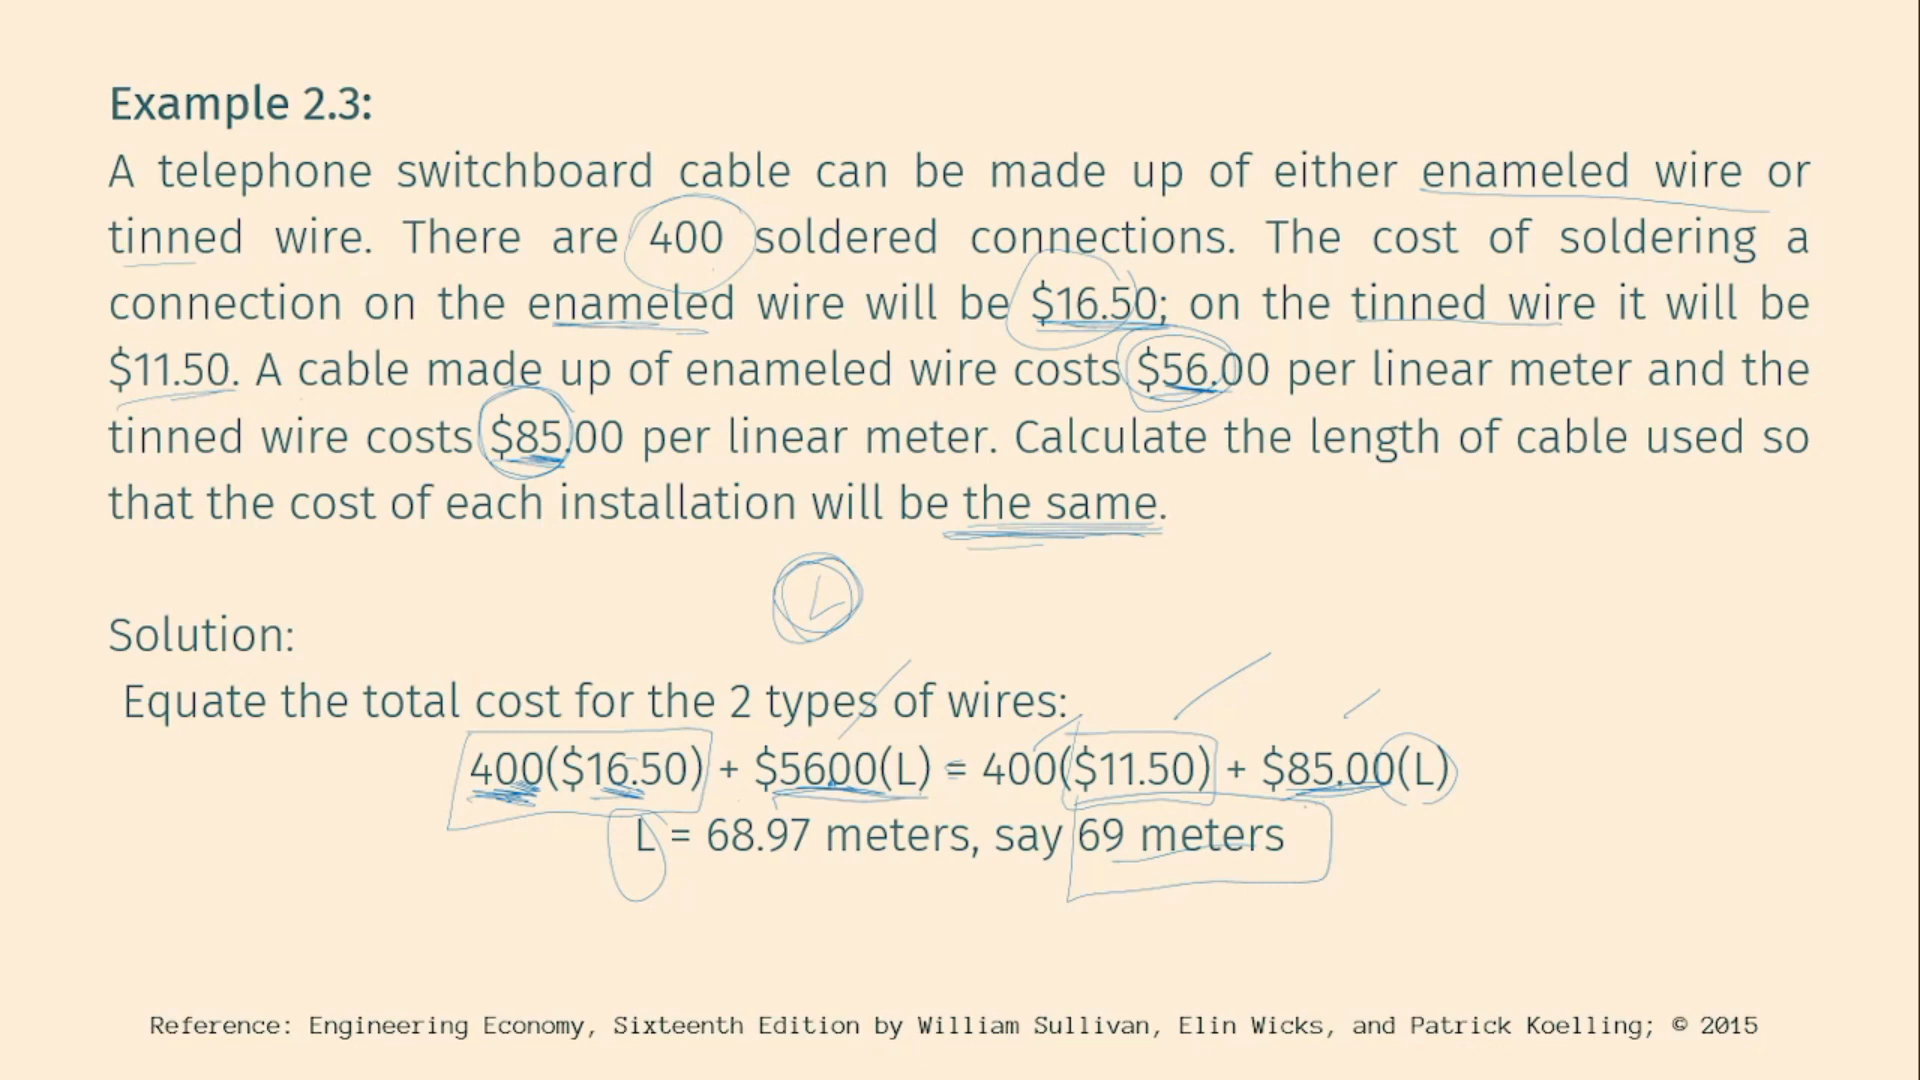 Example 2.3:
A telephone switchboard cable can be made up of either enameled wire or
tinned wire. There are 400 soldered connections. The cost of soldering a
connection on the enameled wire will be $16.50; on the tinned wire it will be
$11.50. A cable made up of enameled wire costs $56.00 per linear meter and the
tinned wire costs $85.00 per linear meter. Calculate the length of cable used so
that the cost of each installation will be the same.
L
Solution:
Equate the total cost for the 2 types of wires:
400($16.50) + $5600(L) = 400($11.50) + $85.00(L)
L = 68.97 meters, say 69 meters
Reference: Engineering Economy, Sixteenth Edition by William Sullivan, Elin Wicks, and Patrick Koelling; © 2015